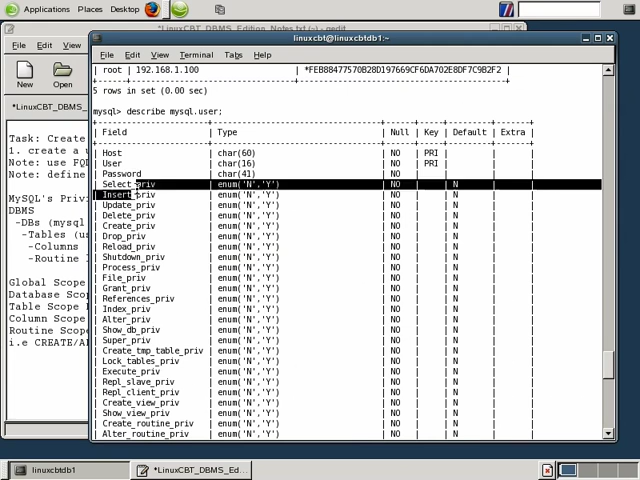 Applications Places Desktop
*LinuxCBT_DBMS_Edition_Notes.txt (~) - gedit
File Edit View
New Open
*LinuxCBT_DBMS_
Task: Create
1. create a u
Note: use FQD
Note: define
MySQL's Privi
DBMS
-DBs (mysql
-Tables (us
-Columns
-Routine
Global Scope
Database Scop
Table Scope
Column Scope
Routine Scope
i.e CREATE/AL
linuxcbt@linuxcbtdb1:~
File Edit View Terminal Tabs Help
| root | 192.168.1.100 | *FEB88477570B28D197669CF6DA702E8DF7C9B2F2 |
5 rows in set (0.00 sec)
mysql> describe mysql.user;
| Field | Type | Null | Key | Default | Extra |
| Host | char(60) | NO | PRI | | |
| User | char(16) | NO | PRI | | |
| Password | char(41) | NO | | | |
| Select_priv | enum('N','Y') | NO | | N | |
| Insert_priv | enum('N','Y') | NO | | N | |
| Update_priv | enum('N','Y') | NO | | N | |
| Delete_priv | enum('N','Y') | NO | | N | |
| Create_priv | enum('N','Y') | NO | | N | |
| Drop_priv | enum('N','Y') | NO | | N | |
| Reload_priv | enum('N','Y') | NO | | N | |
| Shutdown_priv | enum('N','Y') | NO | | N | |
| Process_priv | enum('N','Y') | NO | | N | |
| File_priv | enum('N','Y') | NO | | N | |
| Grant_priv | enum('N','Y') | NO | | N | |
| References_priv | enum('N','Y') | NO | | N | |
| Index_priv | enum('N','Y') | NO | | N | |
| Alter_priv | enum('N','Y') | NO | | N | |
| Show_db_priv | enum('N','Y') | NO | | N | |
| Super_priv | enum('N','Y') | NO | | N | |
| Create_tmp_table_priv | enum('N','Y') | NO | | N | |
| Lock_tables_priv | enum('N','Y') | NO | | N | |
| Execute_priv | enum('N','Y') | NO | | N | |
| Repl_slave_priv | enum('N','Y') | NO | | N | |
| Repl_client_priv | enum('N','Y') | NO | | N | |
| Create_view_priv | enum('N','Y') | NO | | N | |
| Show_view_priv | enum('N','Y') | NO | | N | |
| Create_routine_priv | enum('N','Y') | NO | | N | |
| Alter_routine_priv | enum('N','Y') | NO | | N | |
linuxcbtdb1
*LinuxCBT_DBMS_Ed...